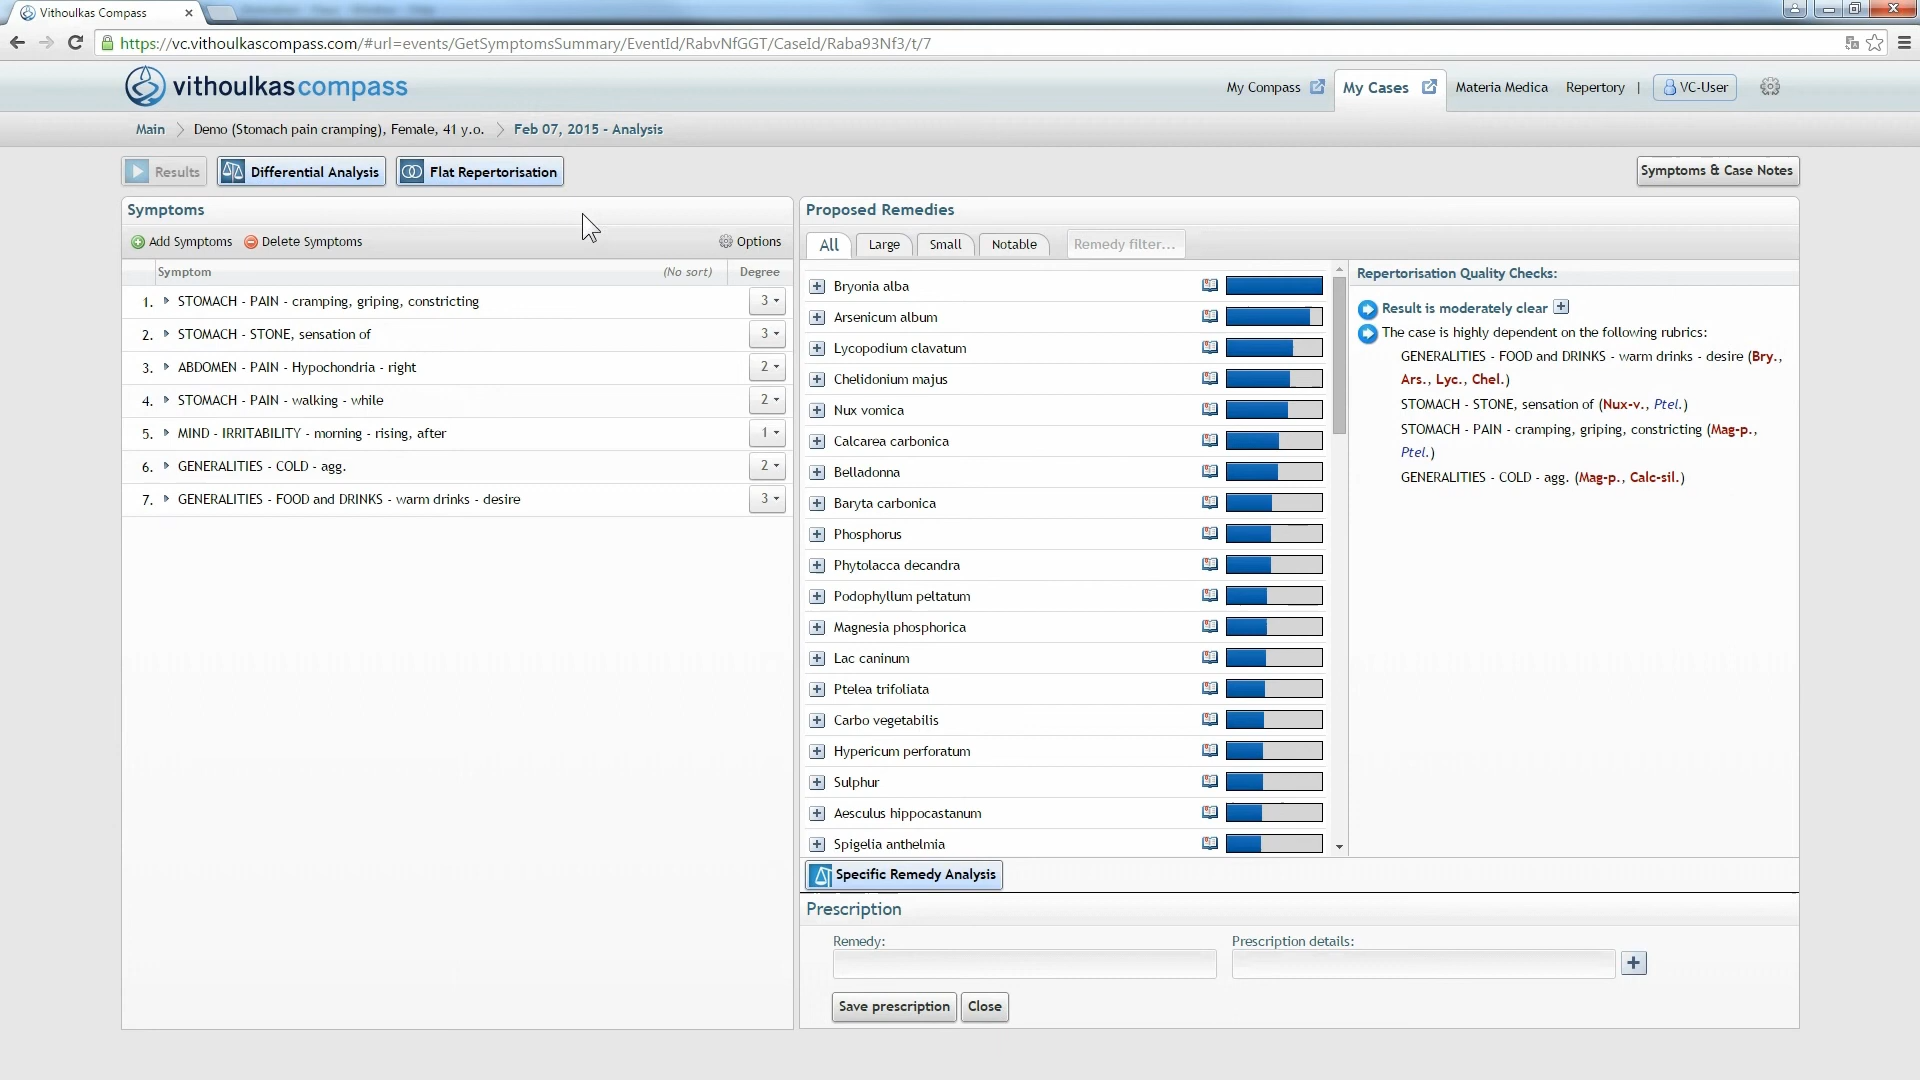 Vithoulkas Compass
https://vc.vithoulkascompass.com/#url=events/GetSymptomsSummary/EventId/RabvNfGGT/CaseId/Raba93Nf3/t/7
vithoulkascompass
My Compass
My Cases
Materia Medica
Repertory
|
VC-User
Main
Demo (Stomach pain cramping), Female, 41 y.o.
Feb 07, 2015 - Analysis
Results
Differential Analysis
Flat Repertorisation
Symptoms & Case Notes
Symptoms
Add Symptoms
Delete Symptoms
Options
Symptom
(No sort)
Degree
1. STOMACH - PAIN - cramping, griping, constricting 3
2. STOMACH - STONE, sensation of 3
3. ABDOMEN - PAIN - Hypochondria - right 2
4. STOMACH - PAIN - walking - while 2
5. MIND - IRRITABILITY - morning - rising, after 1
6. GENERALITIES - COLD - agg. 2
7. GENERALITIES - FOOD and DRINKS - warm drinks - desire 3
Proposed Remedies
All
Large
Small
Notable
Remedy filter...
Bryonia alba
Arsenicum album
Lycopodium clavatum
Chelidonium majus
Nux vomica
Calcarea carbonica
Belladonna
Baryta carbonica
Phosphorus
Phytolacca decandra
Podophyllum peltatum
Magnesia phosphorica
Lac caninum
Ptelea trifoliata
Carbo vegetabilis
Hypericum perforatum
Sulphur
Aesculus hippocastanum
Spigelia anthelmia
Repertorisation Quality Checks:
Result is moderately clear
The case is highly dependent on the following rubrics:
GENERALITIES - FOOD and DRINKS - warm drinks - desire (Bry.,
Ars., Lyc., Chel.)
STOMACH - STONE, sensation of (Nux-v., Ptel.)
STOMACH - PAIN - cramping, griping, constricting (Mag-p.,
Ptel.)
GENERALITIES - COLD - agg. (Mag-p., Calc-sil.)
Specific Remedy Analysis
Prescription
Remedy:
Prescription details:
Save prescription
Close